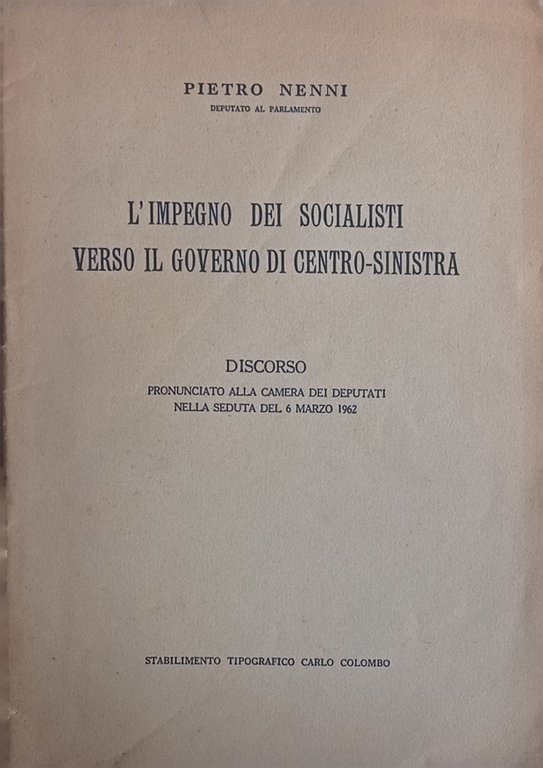 PIETRO NENNI
DEPUTATO AL PARLAMENTO
L'IMPEGNO DEI SOCIALISTI
VERSO IL GOVERNO DI CENTRO-SINISTRA
DISCORSO
PRONUNCIATO ALLA CAMERA DEI DEPUTATI
NELLA SEDUTA DEL 6 MARZO 1962
STABILIMENTO TIPOGRAFICO CARLO COLOMBO